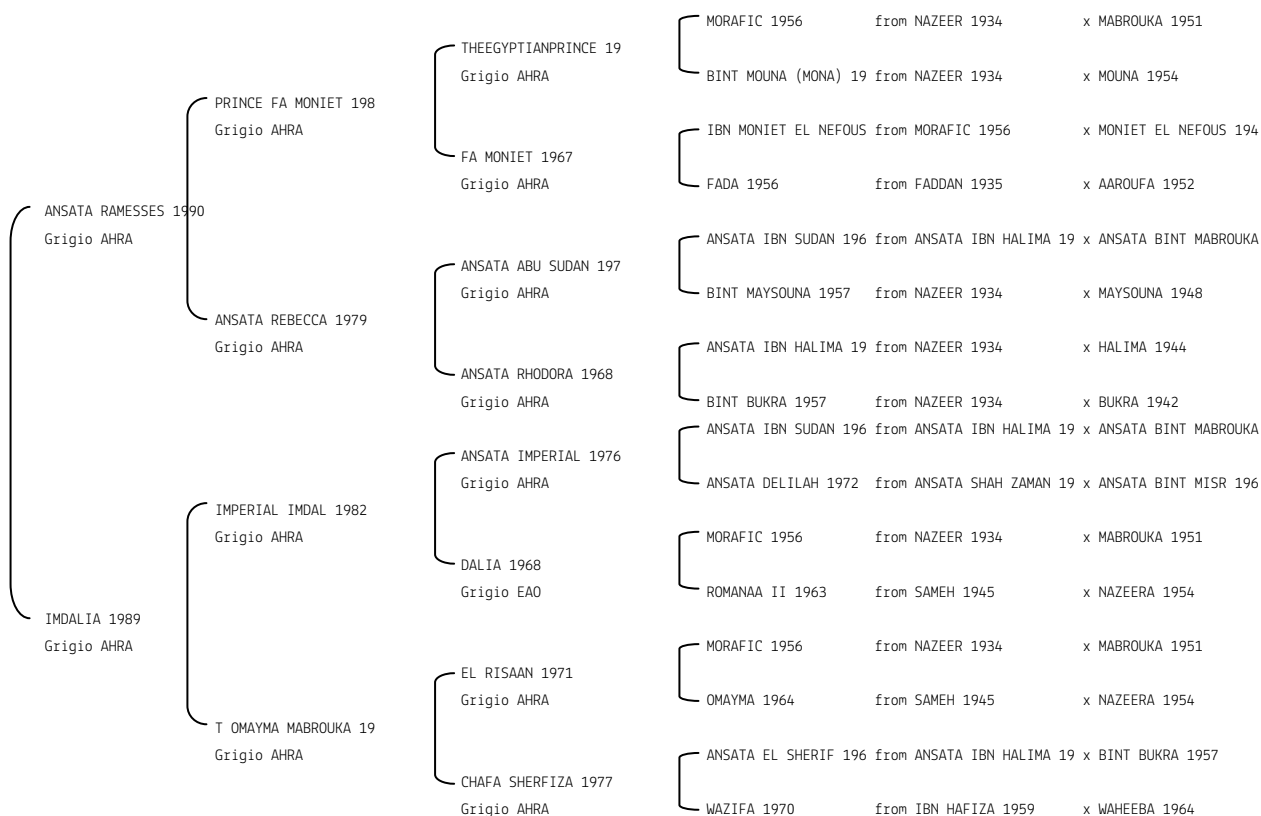 MORAFIC 1956 from NAZEER 1934 x MABROUKA 1951
THEEGYPTIANPRINCE 19
Grigio AHRA
BINT MOUNA (MONA) 19 from NAZEER 1934 x MOUNA 1954
PRINCE FA MONIET 198
Grigio AHRA
IBN MONIET EL NEFOUS from MORAFIC 1956 x MONIET EL NEFOUS 194
FA MONIET 1967
Grigio AHRA
FADA 1956 from FADDAN 1935 x AAROUFA 1952
ANSATA RAMESSES 1990
Grigio AHRA
ANSATA IBN SUDAN 196 from ANSATA IBN HALIMA 19 x ANSATA BINT MABROUKA
ANSATA ABU SUDAN 197
Grigio AHRA
BINT MAYSOUNA 1957 from NAZEER 1934 x MAYSOUNA 1948
ANSATA REBECCA 1979
Grigio AHRA
ANSATA IBN HALIMA 19 from NAZEER 1934 x HALIMA 1944
ANSATA RHODORA 1968
Grigio AHRA
BINT BUKRA 1957 from NAZEER 1934 x BUKRA 1942
ANSATA IBN SUDAN 196 from ANSATA IBN HALIMA 19 x ANSATA BINT MABROUKA
ANSATA IMPERIAL 1976
Grigio AHRA
ANSATA DELILAH 1972 from ANSATA SHAH ZAMAN 19 x ANSATA BINT MISR 196
IMPERIAL IMDAL 1982
Grigio AHRA
MORAFIC 1956 from NAZEER 1934 x MABROUKA 1951
DALIA 1968
Grigio EAO
ROMANAA II 1963 from SAMEH 1945 x NAZEERA 1954
IMDALIA 1989
Grigio AHRA
MORAFIC 1956 from NAZEER 1934 x MABROUKA 1951
EL RISAAN 1971
Grigio AHRA
OMAYMA 1964 from SAMEH 1945 x NAZEERA 1954
T OMAYMA MABROUKA 19
Grigio AHRA
ANSATA EL SHERIF 196 from ANSATA IBN HALIMA 19 x BINT BUKRA 1957
CHAFA SHERFIZA 1977
Grigio AHRA
WAZIFA 1970 from IBN HAFIZA 1959 x WAHEEBA 1964